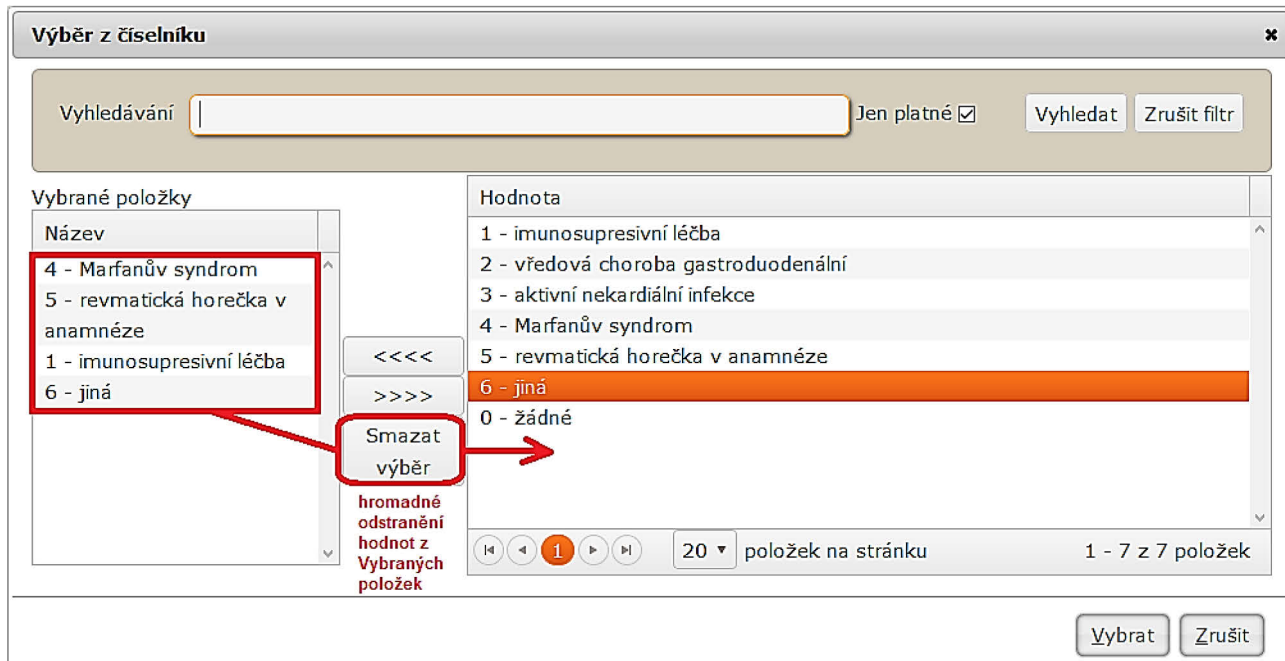 Výběr z číselníku
Vyhledávání
Jen platné
Vyhledat
Zrušit filtr
Vybrané položky
Název
4 - Marfanův syndrom
5 - revmatická horečka v
anamnéze
1 - imunosupresivní léčba
6 - jiná
<<<<
>>>>
Smazat
výběr
hromadné
odstranění
hodnot z
Vybraných
položek
Hodnota
1 - imunosupresivní léčba
2 - vředová choroba gastroduodenální
3 - aktivní nekardiální infekce
4 - Marfanův syndrom
5 - revmatická horečka v anamnéze
6 - jiná
0 - žádné
1
20
položek na stránku
1 - 7 z 7 položek
Vybrat
Zrušit